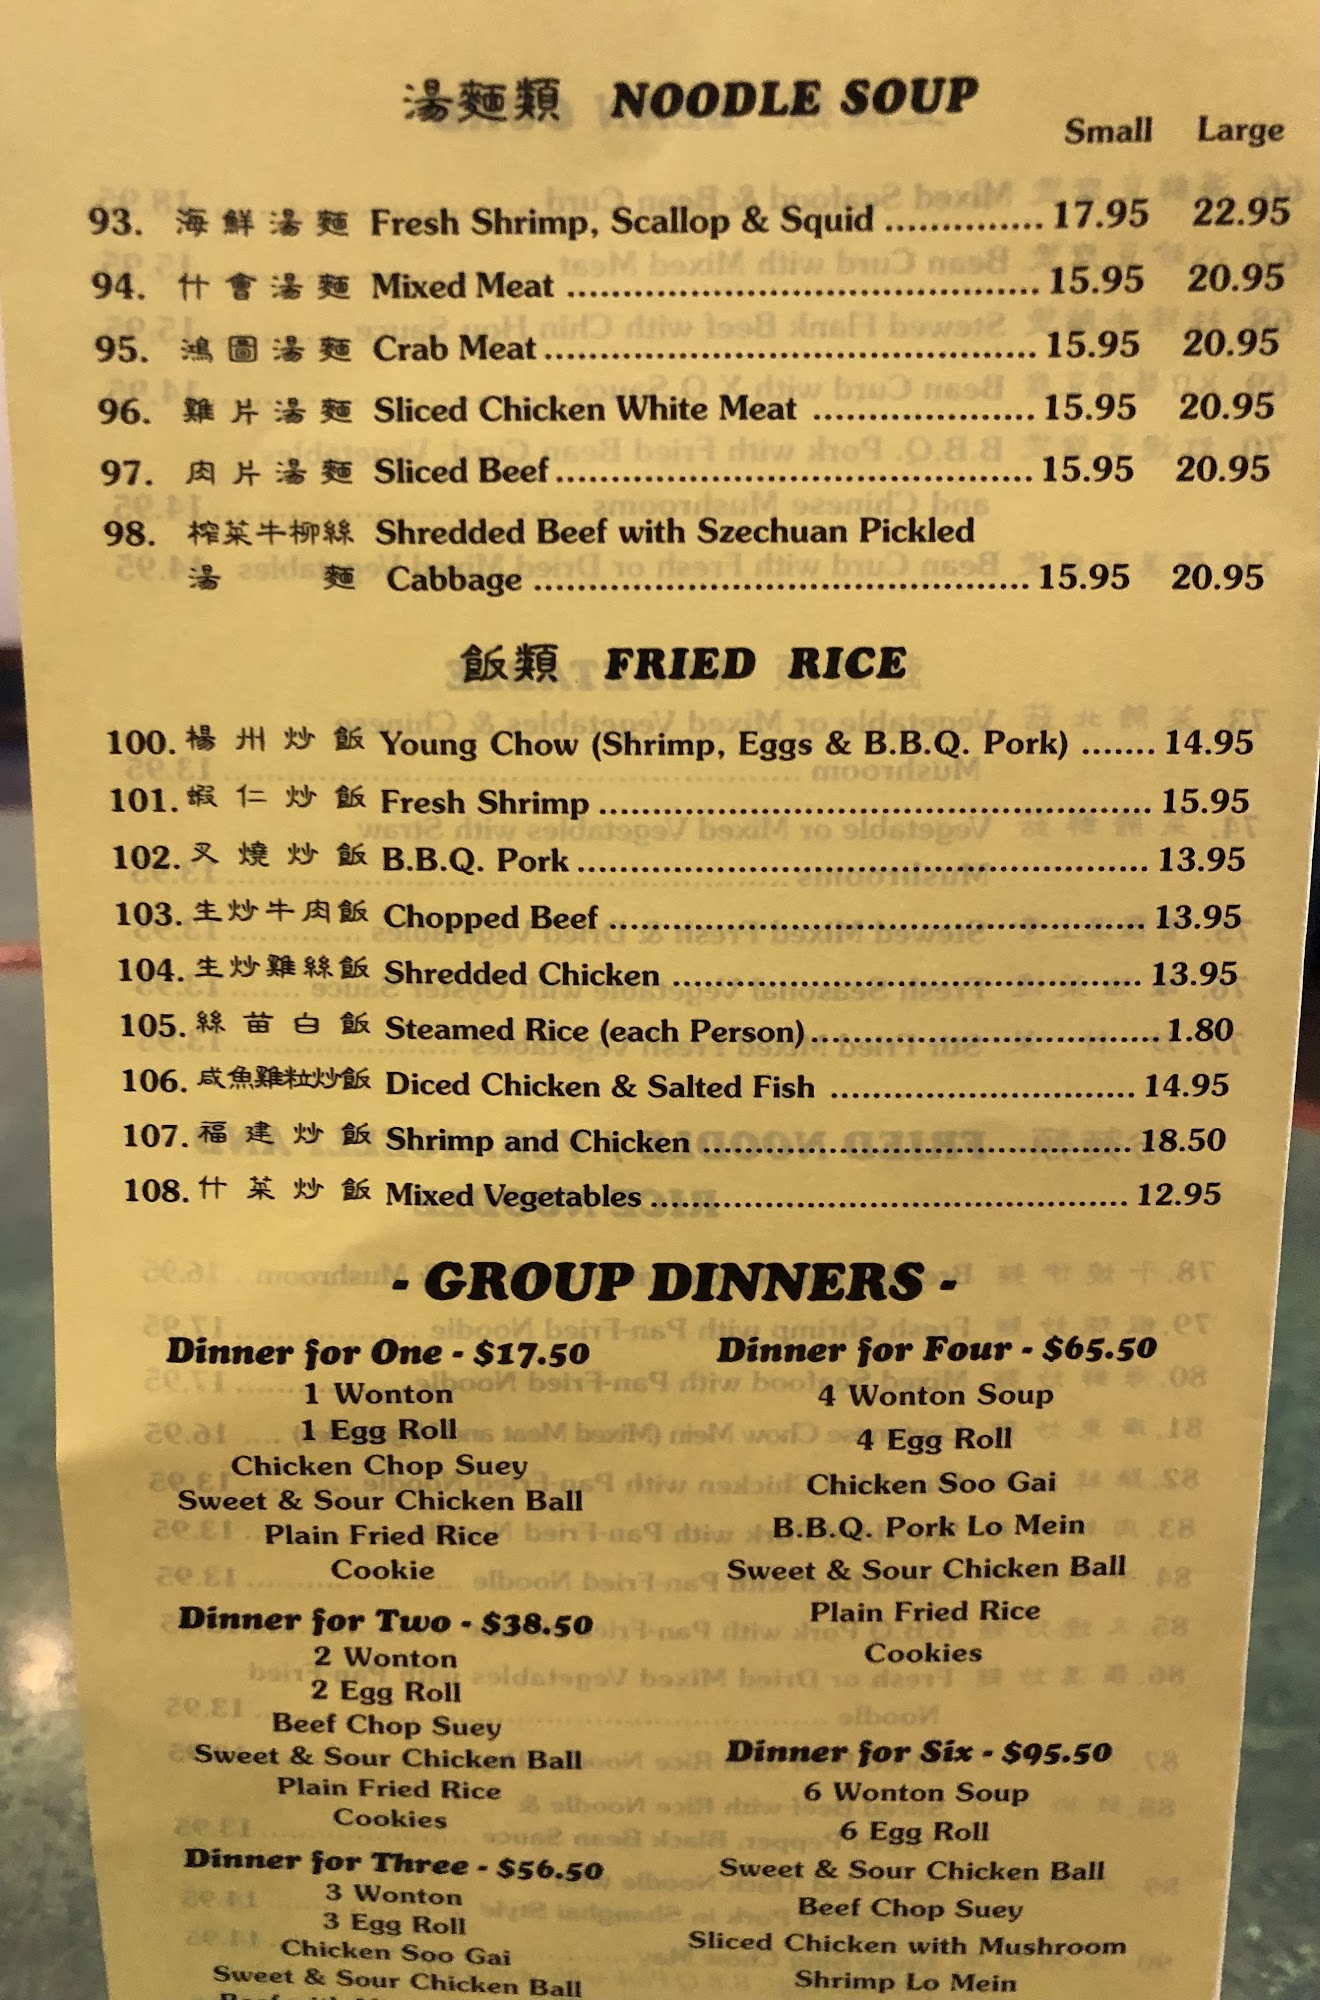 湯麵類 NOODLE SOUP
Small Large
93. 海鮮湯麵 Fresh Shrimp, Scallop & Squid ............... 17.95 22.95
94. 什會湯麵 Mixed Meat ........................................ 15.95 20.95
95. 鴻圖湯麵 Crab Meat .......................................... 15.95 20.95
96. 雞片湯麵 Sliced Chicken White Meat .................... 15.95 20.95
97. 肉片湯麵 Sliced Beef ......................................... 15.95 20.95
98. 榨菜牛柳絲 Shredded Beef with Szechuan Pickled
湯麵 Cabbage .......................................... 15.95 20.95
飯類 FRIED RICE
100. 楊州炒飯 Young Chow (Shrimp, Eggs & B.B.Q. Pork) ....... 14.95
101. 蝦仁炒飯 Fresh Shrimp .................................................. 15.95
102. 叉燒炒飯 B.B.Q. Pork .................................................... 13.95
103. 生炒牛肉飯 Chopped Beef ................................................ 13.95
104. 生炒雞絲飯 Shredded Chicken .......................................... 13.95
105. 絲苗白飯 Steamed Rice (each Person) ................................ 1.80
106. 咸魚雞粒炒飯 Diced Chicken & Salted Fish ............................ 14.95
107. 福建炒飯 Shrimp and Chicken ........................................ 18.50
108. 什菜炒飯 Mixed Vegetables ............................................ 12.95
- GROUP DINNERS -
Dinner for One - $17.50
1 Wonton
1 Egg Roll
Chicken Chop Suey
Sweet & Sour Chicken Ball
Plain Fried Rice
Cookie
Dinner for Two - $38.50
2 Wonton
2 Egg Roll
Beef Chop Suey
Sweet & Sour Chicken Ball
Plain Fried Rice
Cookies
Dinner for Three - $56.50
3 Wonton
3 Egg Roll
Chicken Soo Gai
Sweet & Sour Chicken Ball
Dinner for Four - $65.50
4 Wonton Soup
4 Egg Roll
Chicken Soo Gai
B.B.Q. Pork Lo Mein
Sweet & Sour Chicken Ball
Plain Fried Rice
Cookies
Dinner for Six - $95.50
6 Wonton Soup
6 Egg Roll
Sweet & Sour Chicken Ball
Beef Chop Suey
Sliced Chicken with Mushroom
Shrimp Lo Mein